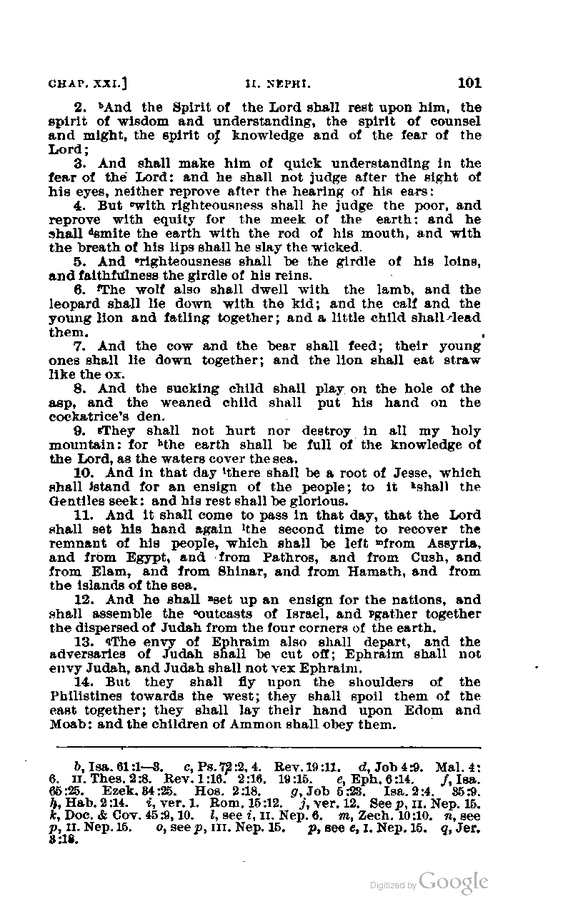 CHAP. XXI.] II. NEPHI. 101
2. ᵇAnd the Spirit of the Lord shall rest upon him, the
spirit of wisdom and understanding, the spirit of counsel
and might, the spirit of knowledge and of the fear of the
Lord;
3. And shall make him of quick understanding in the
fear of the Lord: and he shall not judge after the sight of
his eyes, neither reprove after the hearing of his ears:
4. But ᶜwith righteousness shall he judge the poor, and
reprove with equity for the meek of the earth: and he
shall ᵈsmite the earth with the rod of his mouth, and with
the breath of his lips shall he slay the wicked.
5. And ᵉrighteousness shall be the girdle of his loins,
and faithfulness the girdle of his reins.
6. ᶠThe wolf also shall dwell with the lamb, and the
leopard shall lie down with the kid; and the calf and the
young lion and fatling together; and a little child shall lead
them.
7. And the cow and the bear shall feed; their young
ones shall lie down together; and the lion shall eat straw
like the ox.
8. And the sucking child shall play on the hole of the
asp, and the weaned child shall put his hand on the
cockatrice's den.
9. ᵍThey shall not hurt nor destroy in all my holy
mountain: for ʰthe earth shall be full of the knowledge of
the Lord, as the waters cover the sea.
10. And in that day ⁱthere shall be a root of Jesse, which
shall ʲstand for an ensign of the people; to it ᵏshall the
Gentiles seek: and his rest shall be glorious.
11. And it shall come to pass in that day, that the Lord
shall set his hand again ˡthe second time to recover the
remnant of his people, which shall be left ᵐfrom Assyria,
and from Egypt, and from Pathros, and from Cush, and
from Elam, and from Shinar, and from Hamath, and from
the islands of the sea.
12. And he shall ⁿset up an ensign for the nations, and
shall assemble the ᵒoutcasts of Israel, and ᵖgather together
the dispersed of Judah from the four corners of the earth.
13. qThe envy of Ephraim also shall depart, and the
adversaries of Judah shall be cut off; Ephraim shall not
envy Judah, and Judah shall not vex Ephraim.
14. But they shall fly upon the shoulders of the
Philistines towards the west; they shall spoil them of the
east together; they shall lay their hand upon Edom and
Moab: and the children of Ammon shall obey them.
b, Isa. 61:1—3. c, Ps. 72:2, 4. Rev. 19:11. d, Job 4:9. Mal. 4:
6. II. Thes. 2:8. Rev. 1:16. 2:16. 19:15. e, Eph. 6:14. f, Isa.
65:25. Ezek. 34:25. Hos. 2:18. g, Job 5:23. Isa. 2:4. 35:9.
h, Hab. 2:14. i, ver. 1. Rom. 15:12. j, ver. 12. See p, II. Nep. 15.
k, Doc. & Cov. 45:9, 10. l, see i, II. Nep. 6. m, Zech. 10:10. n, see
p, II. Nep. 15. o, see p, III. Nep. 15. p, see e, I. Nep. 15. q, Jer.
3:18.
Digitized by Google